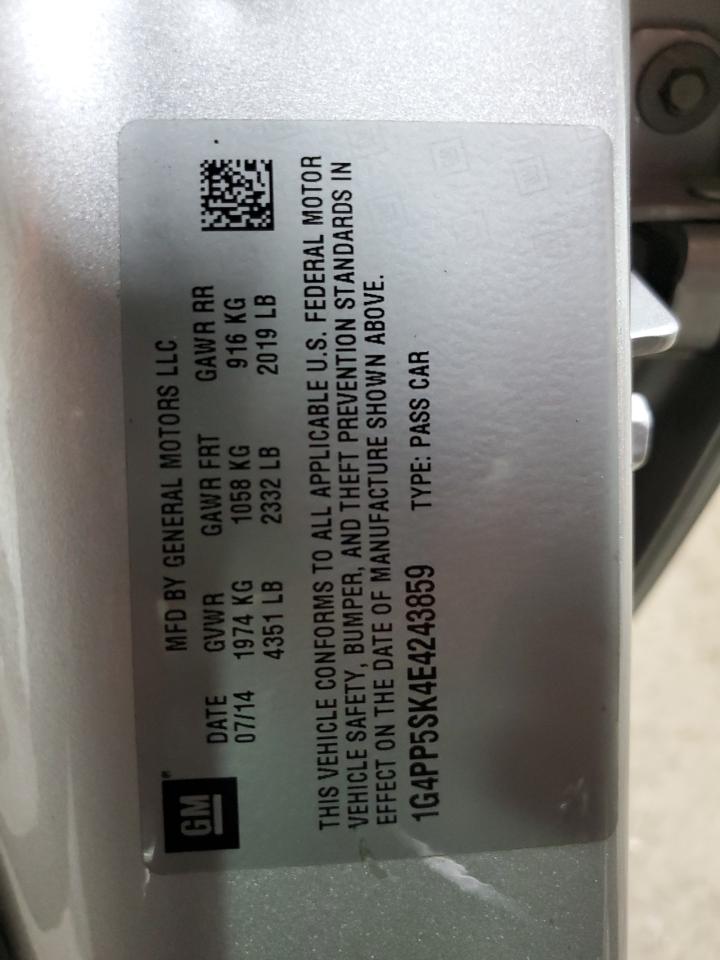 GM®
MFD BY GENERAL MOTORS LLC
DATE GVWR GAWR FRT GAWR RR
07/14 1974 KG 1058 KG 916 KG
4351 LB 2332 LB 2019 LB
THIS VEHICLE CONFORMS TO ALL APPLICABLE U.S. FEDERAL MOTOR
VEHICLE SAFETY, BUMPER, AND THEFT PREVENTION STANDARDS IN
EFFECT ON THE DATE OF MANUFACTURE SHOWN ABOVE.
1G4PP5SK4E4243859 TYPE: PASS CAR